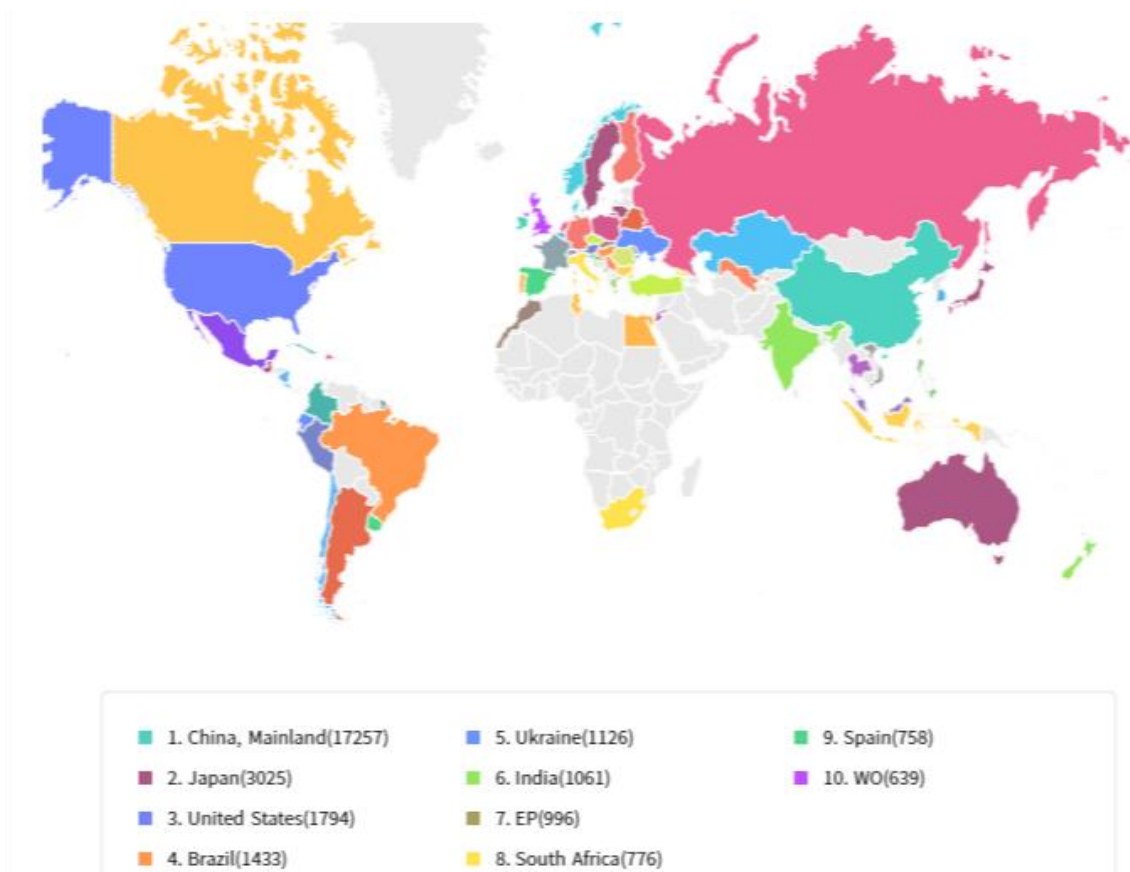 1. China, Mainland(17257)
2. Japan(3025)
3. United States(1794)
4. Brazil(1433)
5. Ukraine(1126)
6. India(1061)
7. EP(996)
8. South Africa(776)
9. Spain(758)
10. WO(639)